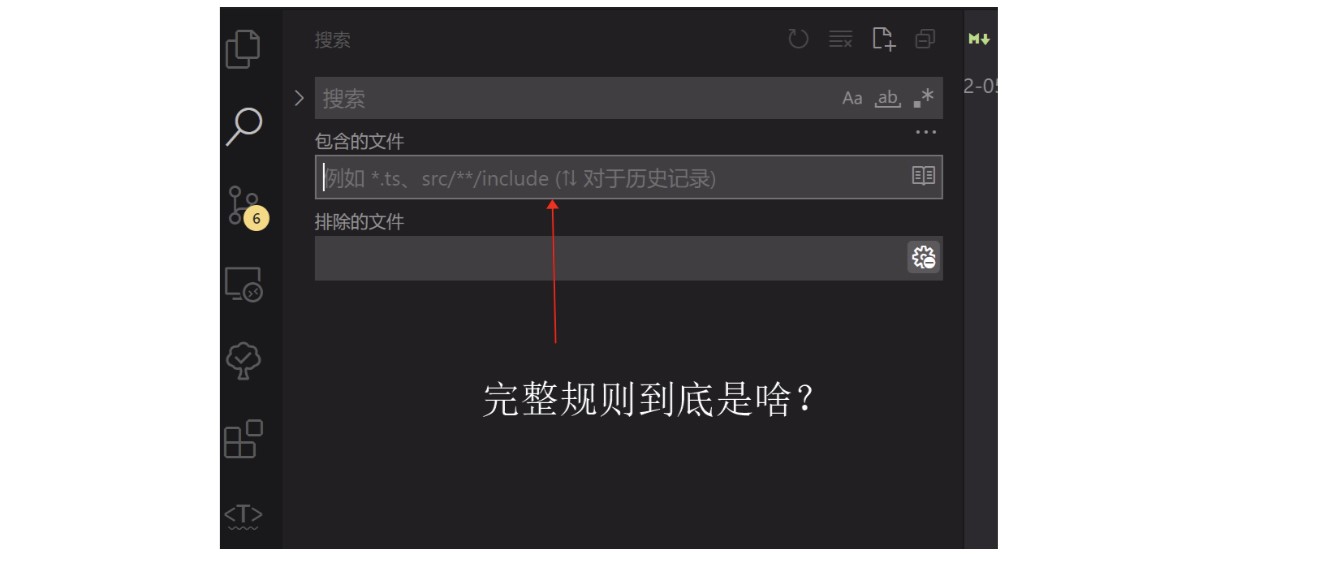 搜索
搜索
Aa
ab
包含的文件
例如 *.ts、src/**/include (⇅ 对于历史记录)
排除的文件
6
<T>
M↓
2-05
完整规则到底是啥？